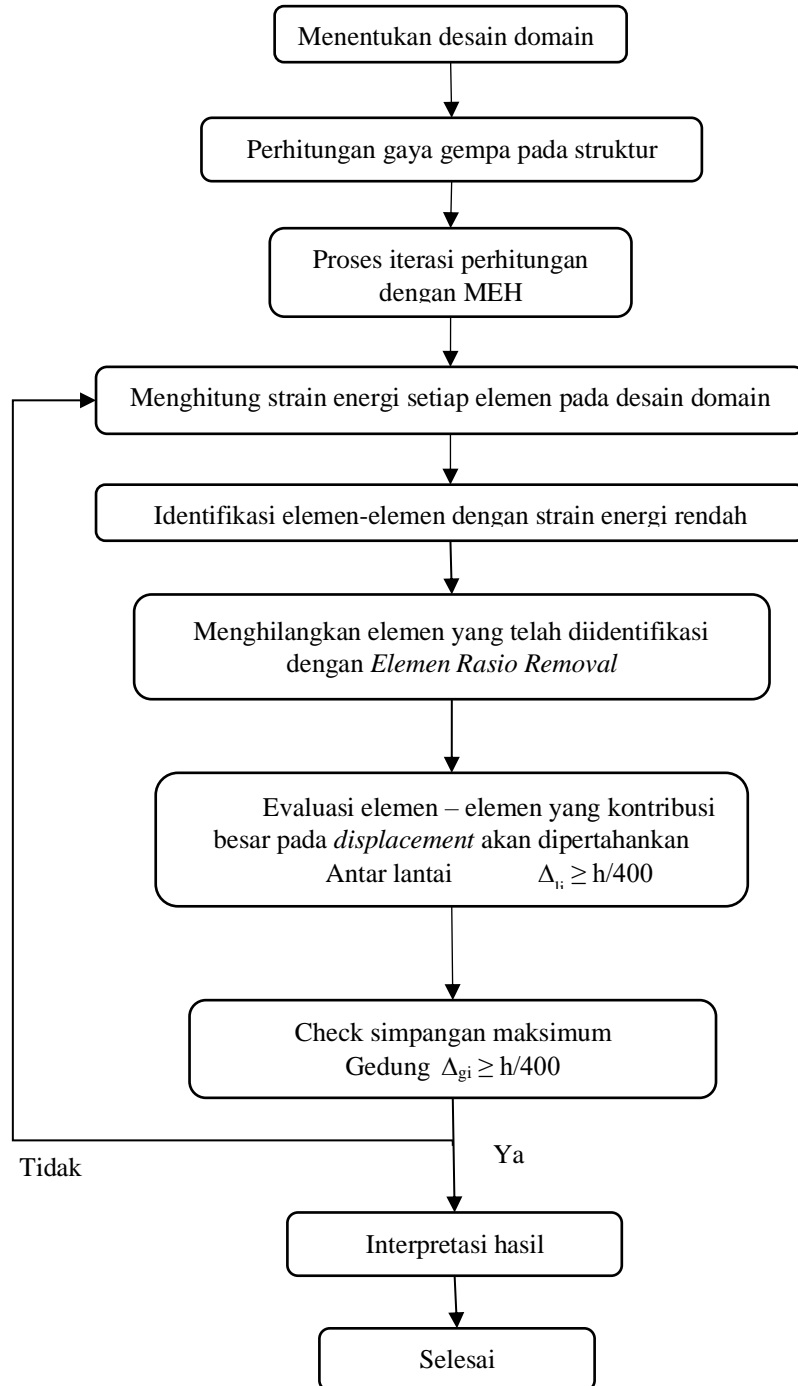 Menentukan desain domain
Perhitungan gaya gempa pada struktur
Proses iterasi perhitungan
dengan MEH
Menghitung strain energi setiap elemen pada desain domain
Identifikasi elemen-elemen dengan strain energi rendah
Menghilangkan elemen yang telah diidentifikasi
dengan Elemen Rasio Removal
Evaluasi elemen – elemen yang kontribusi
besar pada displacement akan dipertahankan
Antar lantai Δ ≥ h/400
Check simpangan maksimum
Gedung Δgi ≥ h/400
Tidak
Ya
Interpretasi hasil
Selesai